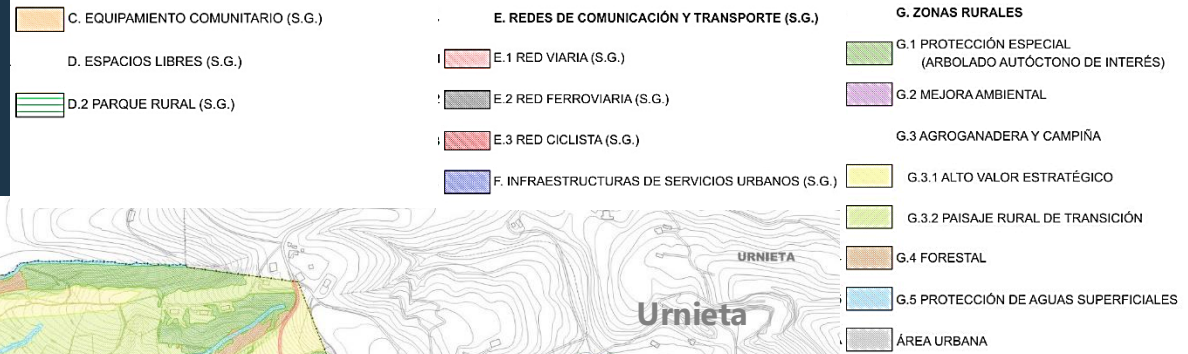 C. EQUIPAMIENTO COMUNITARIO (S.G.)
D. ESPACIOS LIBRES (S.G.)
D.2 PARQUE RURAL (S.G.)
E. REDES DE COMUNICACIÓN Y TRANSPORTE (S.G.)
E.1 RED VIARIA (S.G.)
E.2 RED FERROVIARIA (S.G.)
E.3 RED CICLISTA (S.G.)
F. INFRAESTRUCTURAS DE SERVICIOS URBANOS (S.G.)
G. ZONAS RURALES
G.1 PROTECCIÓN ESPECIAL
(ARBOLADO AUTÓCTONO DE INTERÉS)
G.2 MEJORA AMBIENTAL
G.3 AGROGANADERA Y CAMPIÑA
G.3.1 ALTO VALOR ESTRATÉGICO
G.3.2 PAISAJE RURAL DE TRANSICIÓN
G.4 FORESTAL
G.5 PROTECCIÓN DE AGUAS SUPERFICIALES
ÁREA URBANA
URNIETA
Urnieta